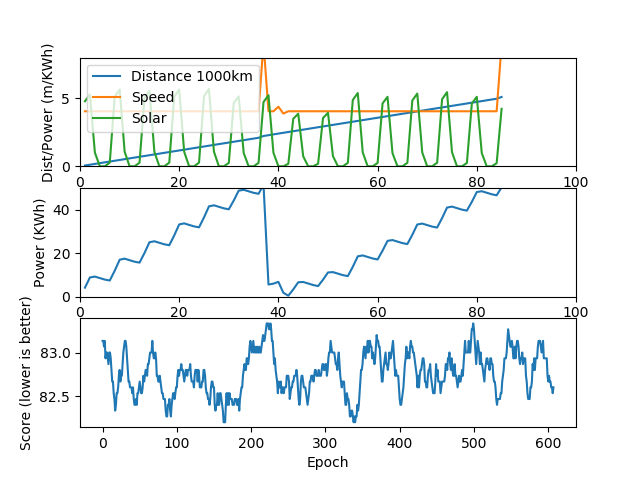 Dist/Power (m/KWh)
5
0
Distance 1000km
Speed
Solar
0 20 40 60 80 100
Power (KWh)
40
20
0
0 20 40 60 80 100
Score (lower is better)
83.0
82.5
0 100 200 300 400 500 600
Epoch